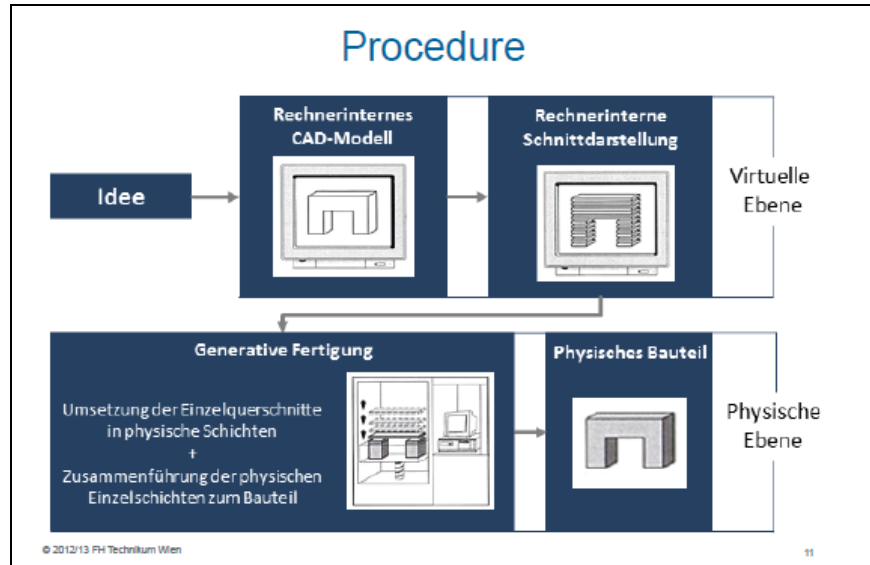 Procedure
Rechnerinternes
CAD-Modell
Rechnerinterne
Schnittdarstellung
Idee
Virtuelle
Ebene
Generative Fertigung
Physisches Bauteil
Umsetzung der Einzelquerschnitte
in physische Schichten
+
Zusammenführung der physischen
Einzelschichten zum Bauteil
Physische
Ebene
© 2012/13 FH Technikum Wien
11